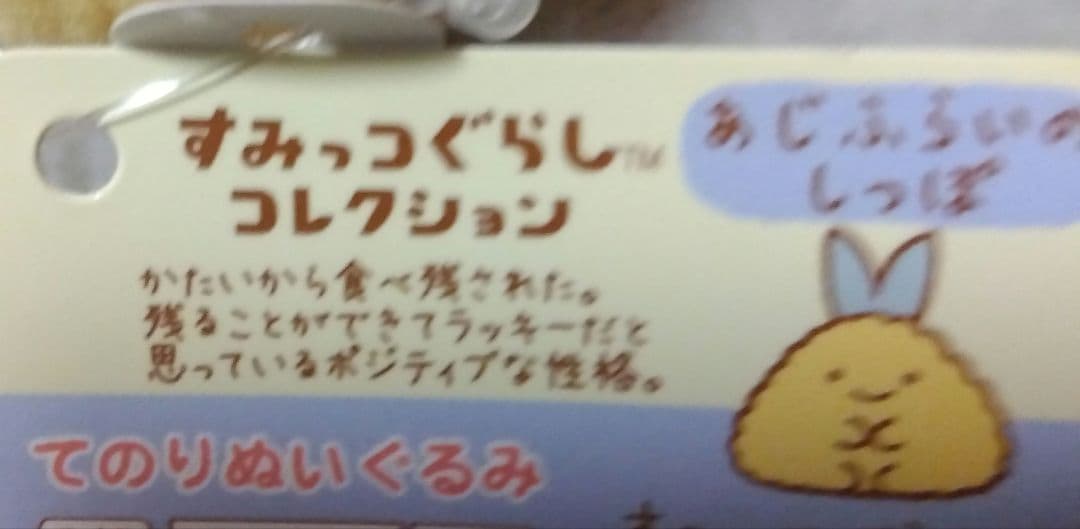 すみっコぐらし™
コレクション
あじふらいの
しっぽ
かたいから食べ残された。
残ることができてラッキーだと
思っているポジティブな性格。
てのりぬいぐるみ